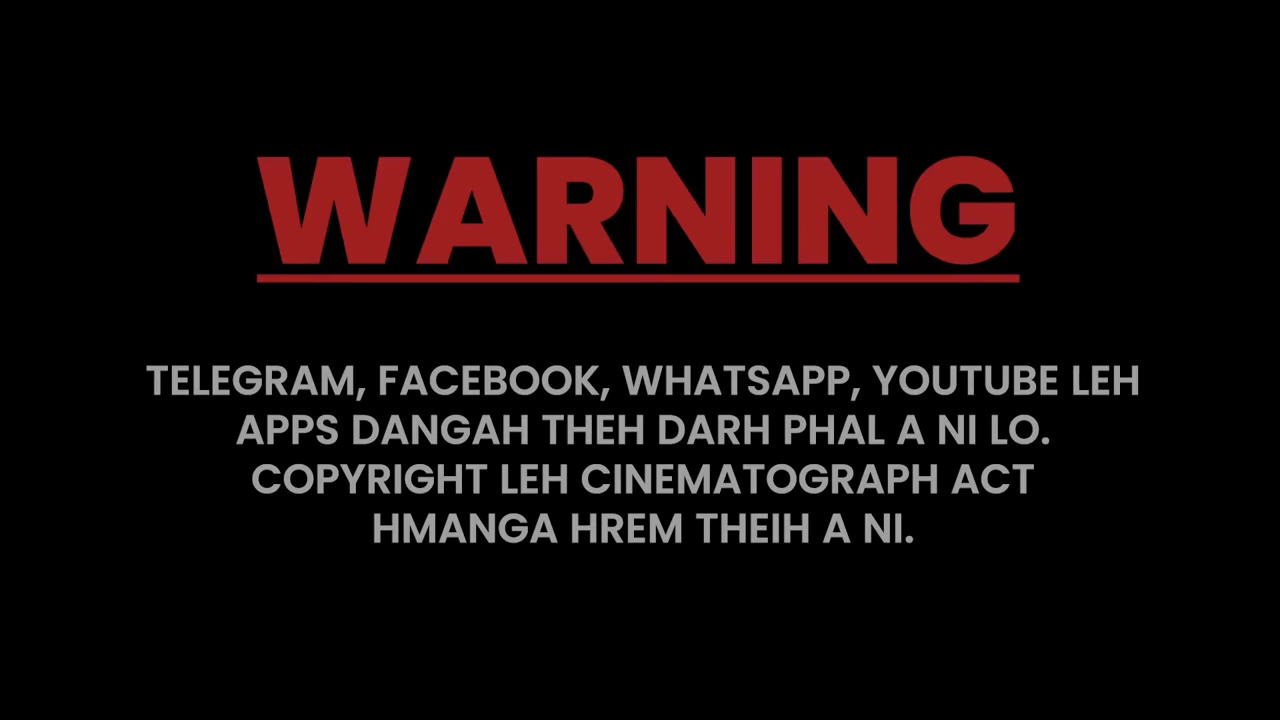 WARNING
TELEGRAM, FACEBOOK, WHATSAPP, YOUTUBE LEH
APPS DANGAH THEH DARH PHAL A NI LO.
COPYRIGHT LEH CINEMATOGRAPH ACT
HMANGA HREM THEIH A NI.